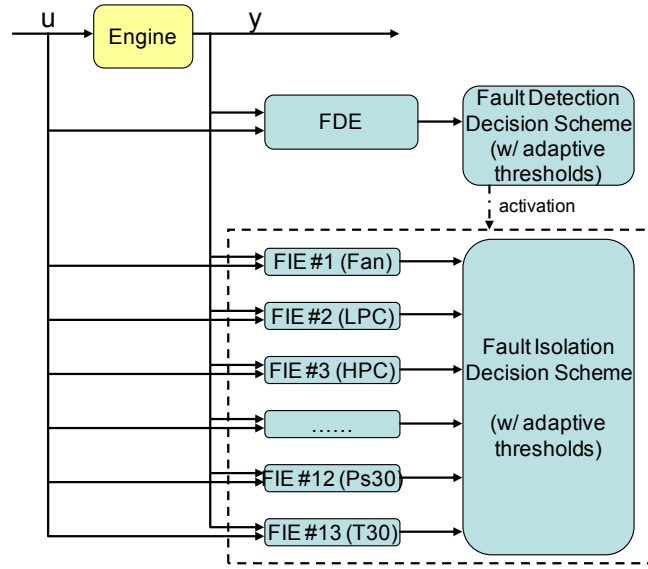 u
y
Engine
FDE
Fault Detection
Decision Scheme
(w/ adaptive
thresholds)
activation
FIE #1 (Fan)
FIE #2 (LPC)
FIE #3 (HPC)
......
FIE #12 (Ps30)
FIE #13 (T30)
Fault Isolation
Decision Scheme
(w/ adaptive
thresholds)